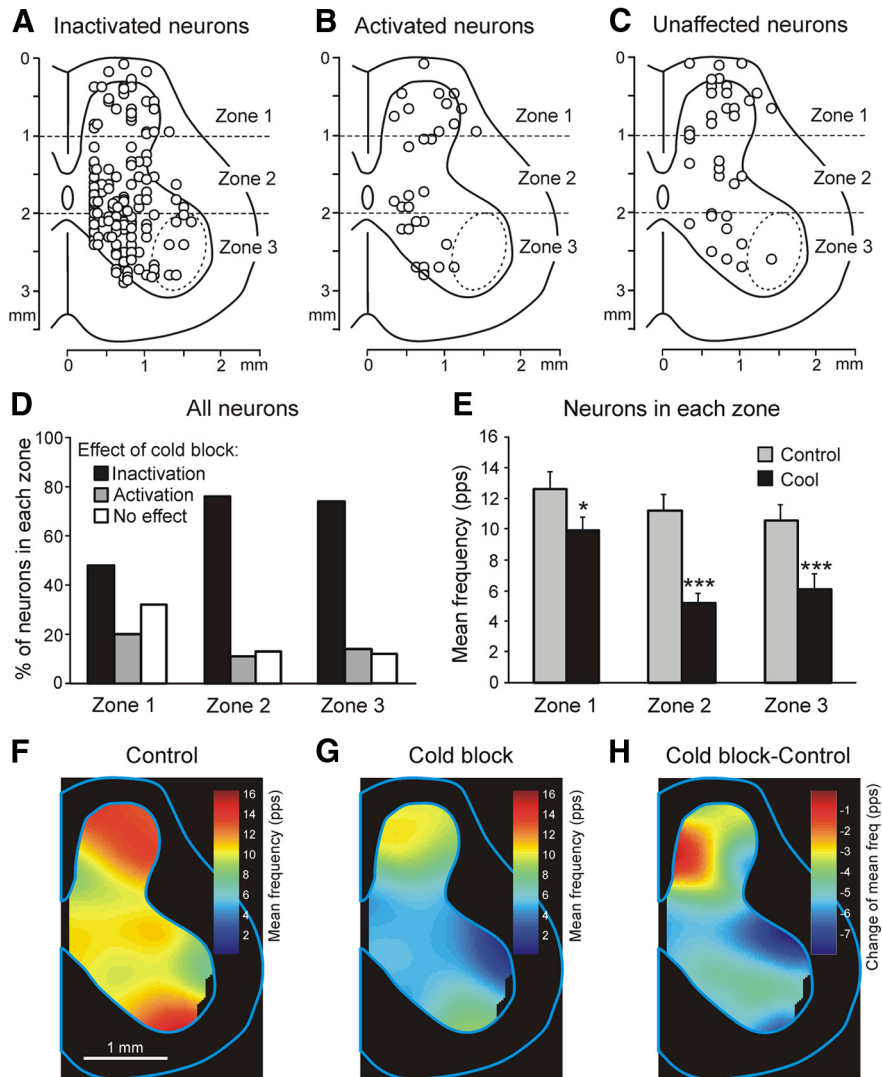 A Inactivated neurons
B Activated neurons
C Unaffected neurons
0
1
2
3
mm
Zone 1
Zone 2
Zone 3
0 1 2 mm
0
1
2
3
mm
Zone 1
Zone 2
Zone 3
0 1 2 mm
0
1
2
3
mm
Zone 1
Zone 2
Zone 3
0 1 2 mm
D All neurons
% of neurons in each zone
100
80
60
40
20
0
Effect of cold block:
Inactivation
Activation
No effect
Zone 1 Zone 2 Zone 3
E Neurons in each zone
Mean frequency (pps)
16
14
12
10
8
6
4
2
0
Control
Cool
*
***
***
Zone 1 Zone 2 Zone 3
F Control
16
14
12
10
8
6
4
2
Mean frequency (pps)
1 mm
G Cold block
16
14
12
10
8
6
4
2
Mean frequency (pps)
H Cold block-Control
-1
-2
-3
-4
-5
-6
-7
Change of mean freq (pps)